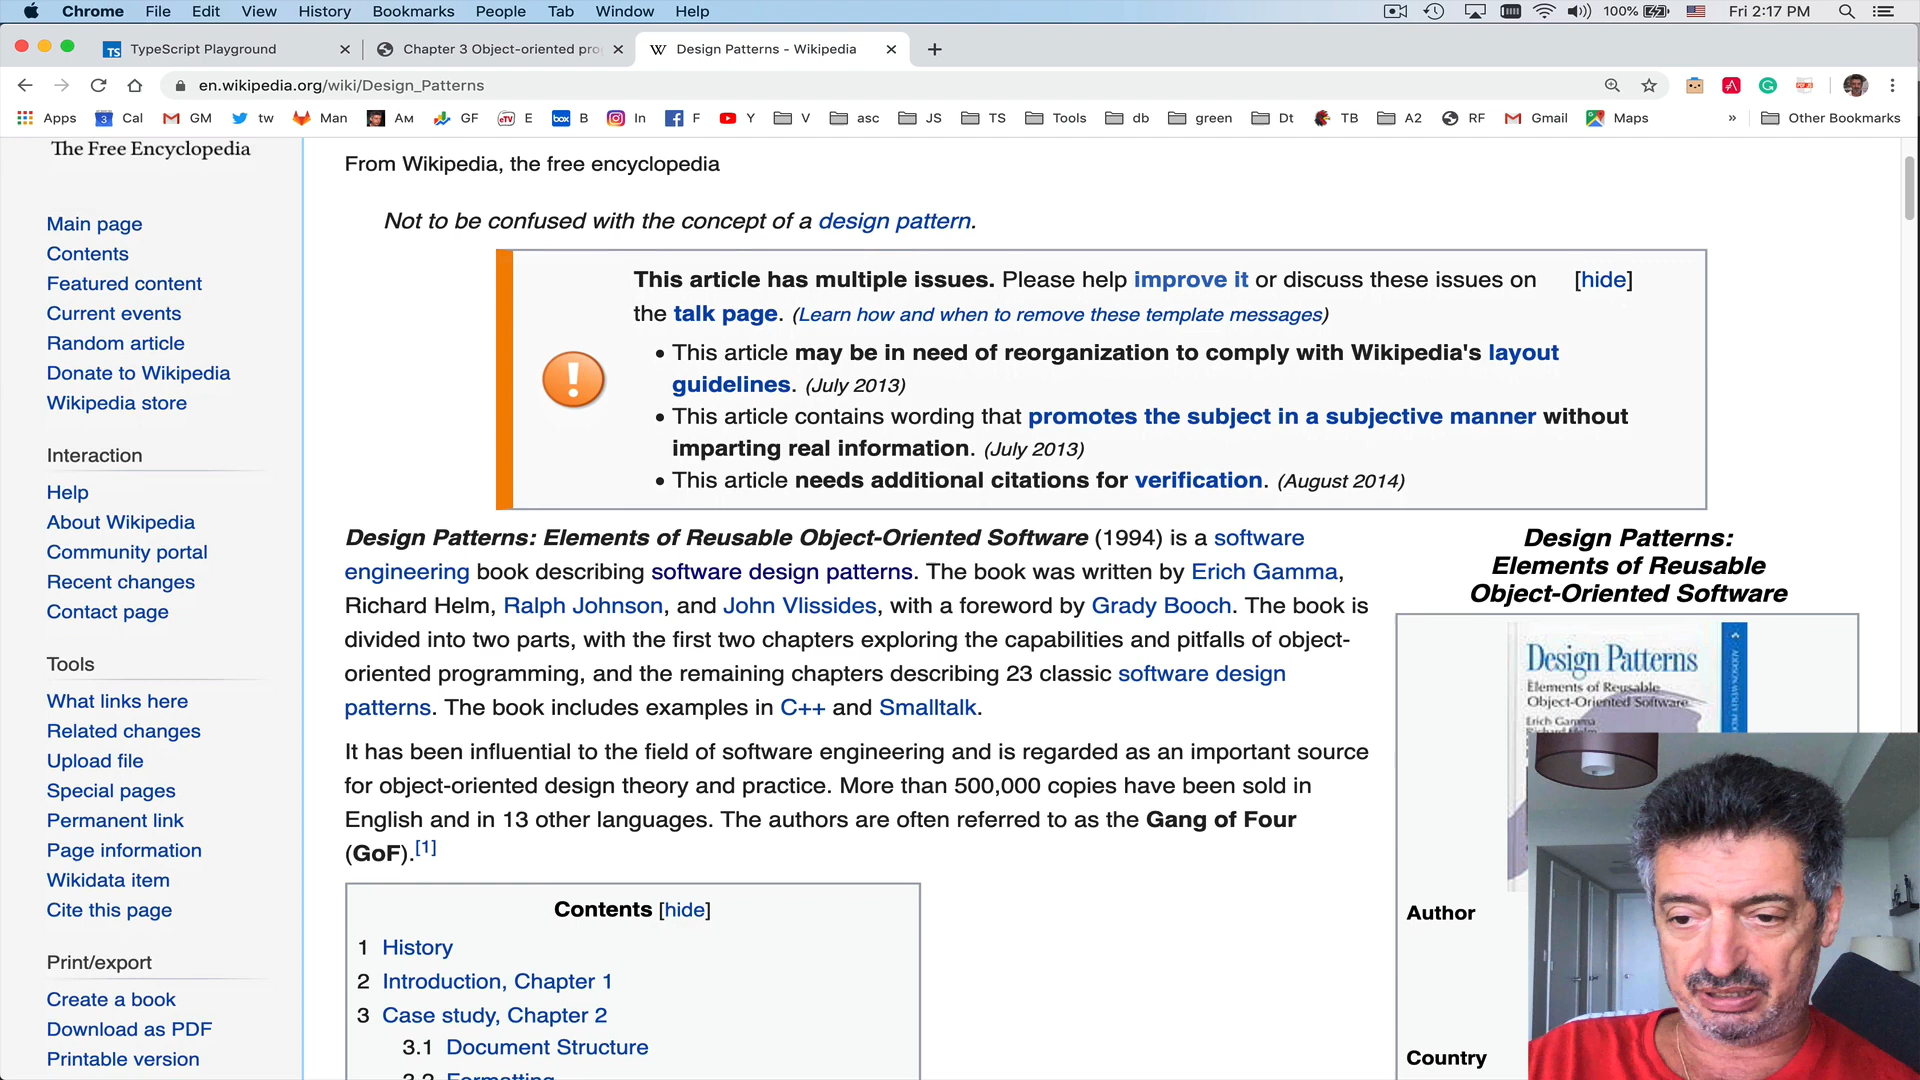 Chrome File Edit View History Bookmarks People Tab Window Help 100% Fri 2:17 PM
TS TypeScript Playground Chapter 3 Object-oriented pro W Design Patterns - Wikipedia
en.wikipedia.org/wiki/Design_Patterns
Apps 3 Cal GM tw Man Ам GF eTV E box B In F Y V asc JS TS Tools db green Dt TB A2 RF Gmail Maps » Other Bookmarks
The Free Encyclopedia
Main page
Contents
Featured content
Current events
Random article
Donate to Wikipedia
Wikipedia store
Interaction
Help
About Wikipedia
Community portal
Recent changes
Contact page
Tools
What links here
Related changes
Upload file
Special pages
Permanent link
Page information
Wikidata item
Cite this page
Print/export
Create a book
Download as PDF
Printable version
From Wikipedia, the free encyclopedia
Not to be confused with the concept of a design pattern.
This article has multiple issues. Please help improve it or discuss these issues on [hide]
the talk page. (Learn how and when to remove these template messages)
• This article may be in need of reorganization to comply with Wikipedia's layout
guidelines. (July 2013)
• This article contains wording that promotes the subject in a subjective manner without
imparting real information. (July 2013)
• This article needs additional citations for verification. (August 2014)
Design Patterns: Elements of Reusable Object-Oriented Software (1994) is a software
engineering book describing software design patterns. The book was written by Erich Gamma,
Richard Helm, Ralph Johnson, and John Vlissides, with a foreword by Grady Booch. The book is
divided into two parts, with the first two chapters exploring the capabilities and pitfalls of object-
oriented programming, and the remaining chapters describing 23 classic software design
patterns. The book includes examples in C++ and Smalltalk.
It has been influential to the field of software engineering and is regarded as an important source
for object-oriented design theory and practice. More than 500,000 copies have been sold in
English and in 13 other languages. The authors are often referred to as the Gang of Four
(GoF).[1]
Contents [hide]
1 History
2 Introduction, Chapter 1
3 Case study, Chapter 2
3.1 Document Structure
3.2 Formatting
Design Patterns:
Elements of Reusable
Object-Oriented Software
Design Patterns
Elements of Reusable
Object-Oriented Software
Erich Gamma
Author
Country